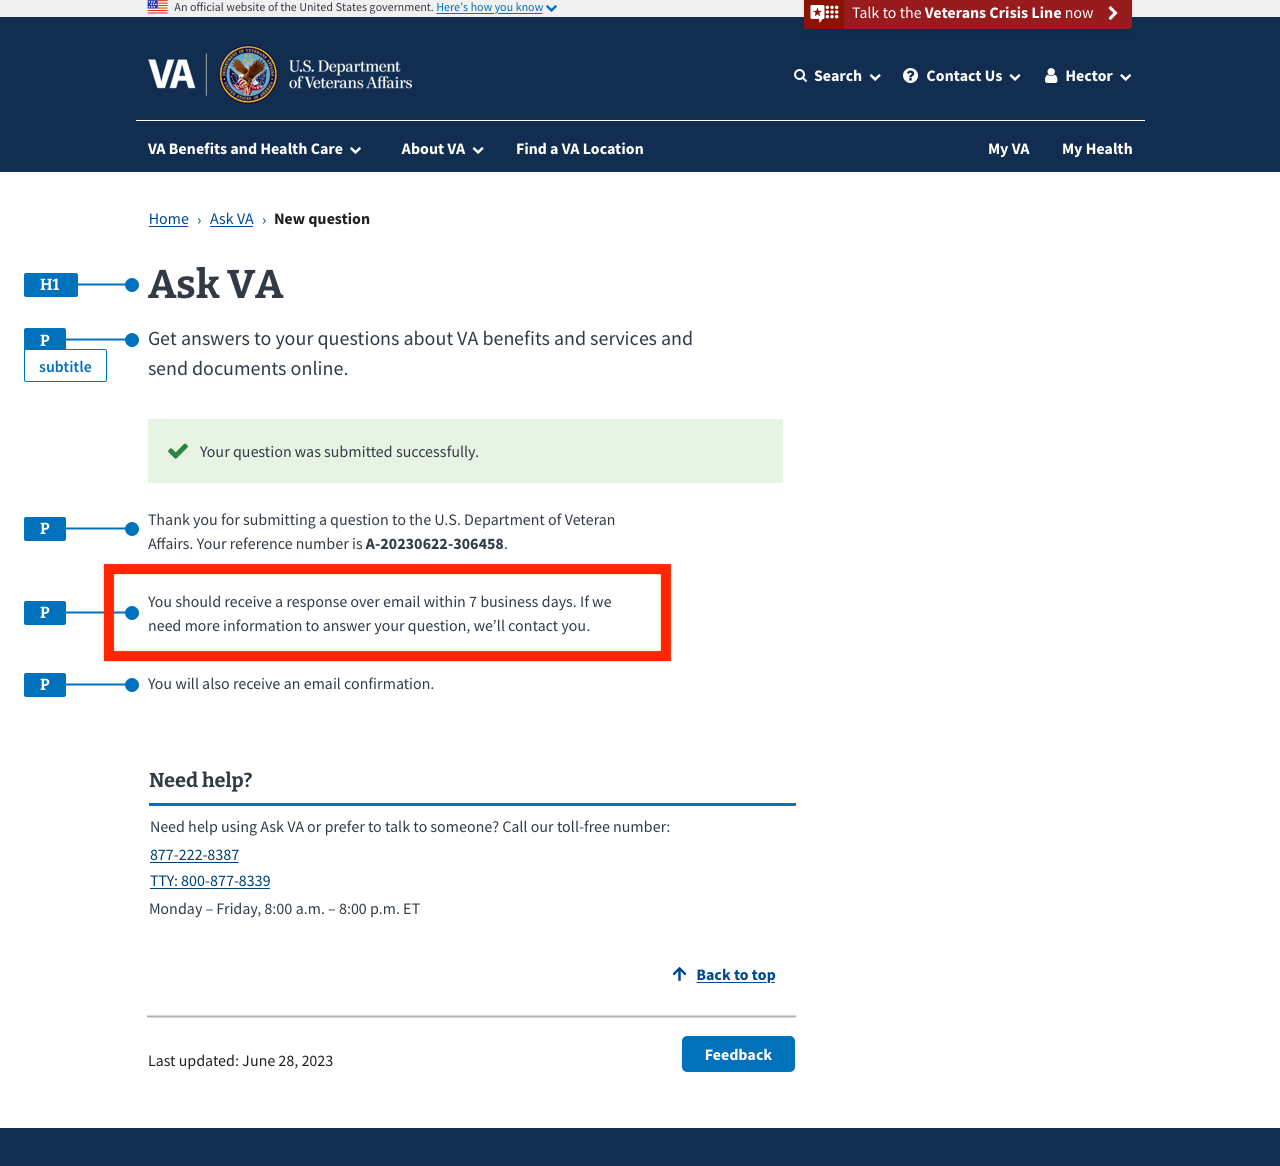 An official website of the United States government. Here's how you know
Talk to the Veterans Crisis Line now
VA
U.S. Department
of Veterans Affairs
Search
Contact Us
Hector
VA Benefits and Health Care
About VA
Find a VA Location
My VA
My Health
Home › Ask VA › New question
H1
Ask VA
P
subtitle
Get answers to your questions about VA benefits and services and
send documents online.
Your question was submitted successfully.
P
Thank you for submitting a question to the U.S. Department of Veteran
Affairs. Your reference number is A-20230622-306458.
P
You should receive a response over email within 7 business days. If we
need more information to answer your question, we’ll contact you.
P
You will also receive an email confirmation.
Need help?
Need help using Ask VA or prefer to talk to someone? Call our toll-free number:
877-222-8387
TTY: 800-877-8339
Monday – Friday, 8:00 a.m. – 8:00 p.m. ET
Back to top
Last updated: June 28, 2023
Feedback